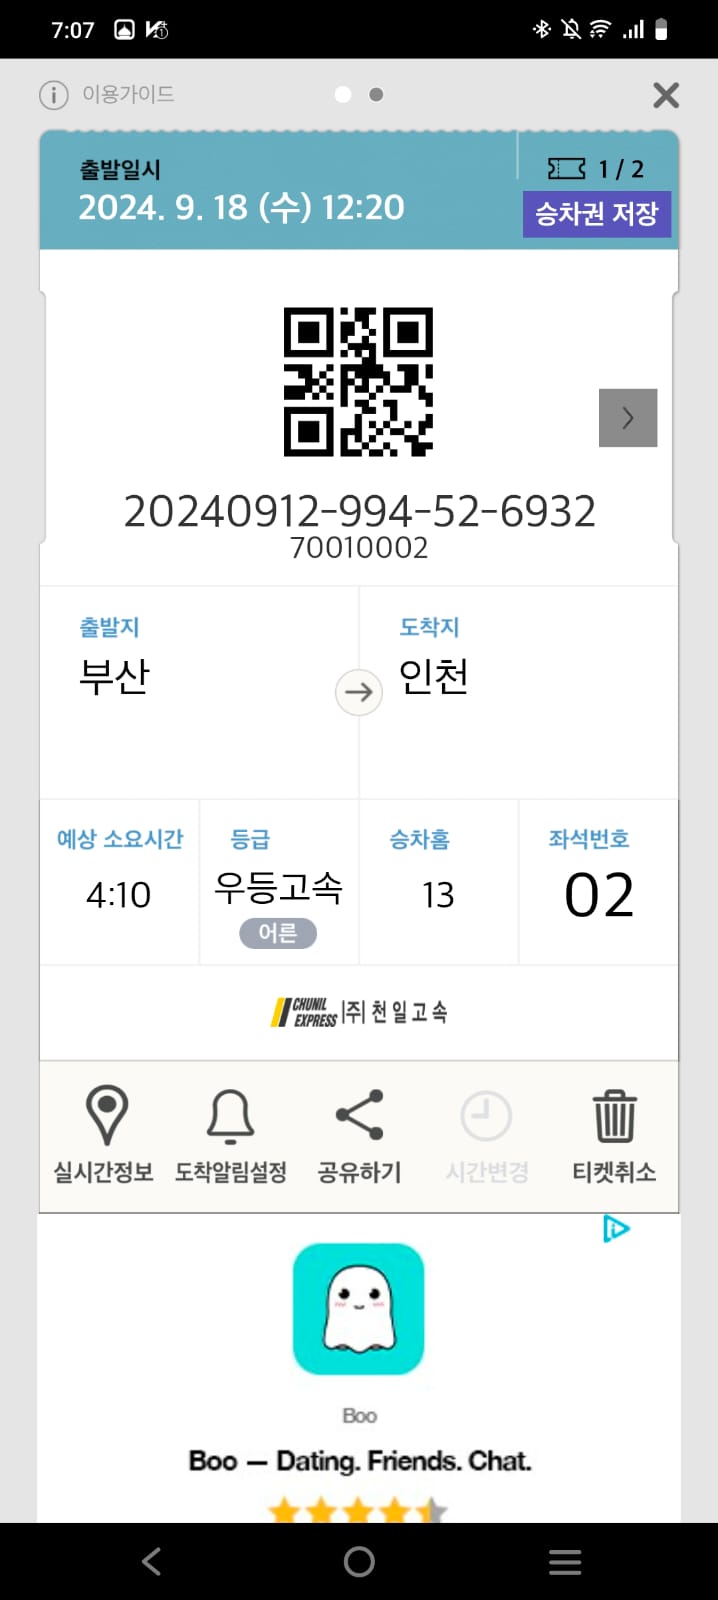 7:07
이용가이드
출발일시
1 / 2
2024. 9. 18 (수) 12:20
승차권 저장
20240912-994-52-6932
70010002
출발지
도착지
부산
인천
예상 소요시간
등급
승차홈
좌석번호
4:10
우등고속
13
02
어른
CHUNIL
EXPRESS
(주)천일고속
실시간정보
도착알림설정
공유하기
시간변경
티켓취소
Boo
Boo — Dating. Friends. Chat.